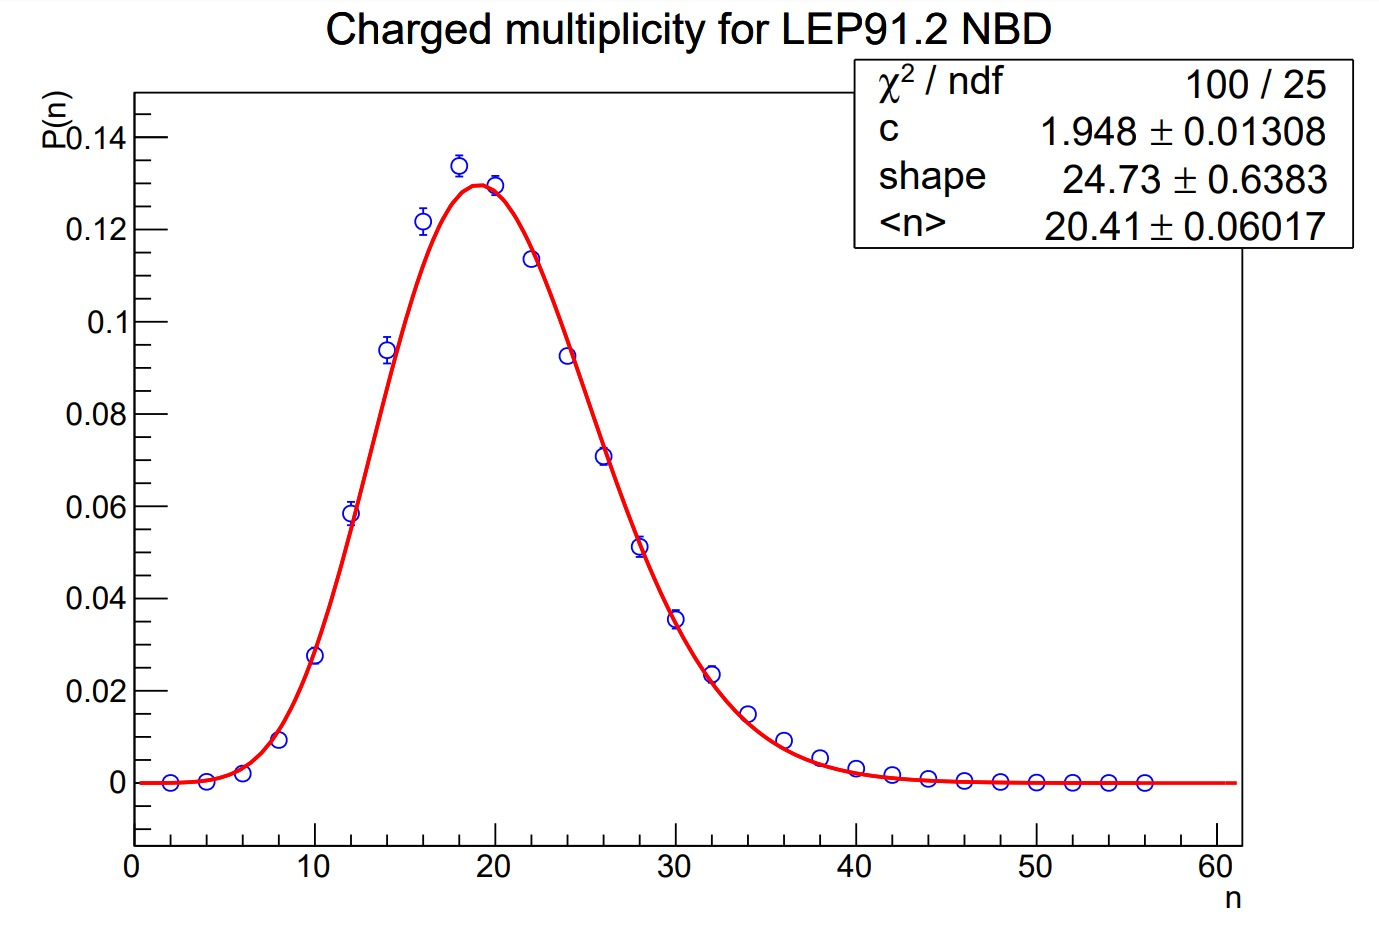 Charged multiplicity for LEP91.2 NBD
χ² / ndf 100 / 25
c 1.948 ± 0.01308
shape 24.73 ± 0.6383
<n> 20.41 ± 0.06017
P(n)
0.14
0.12
0.1
0.08
0.06
0.04
0.02
0
0 10 20 30 40 50 60
n